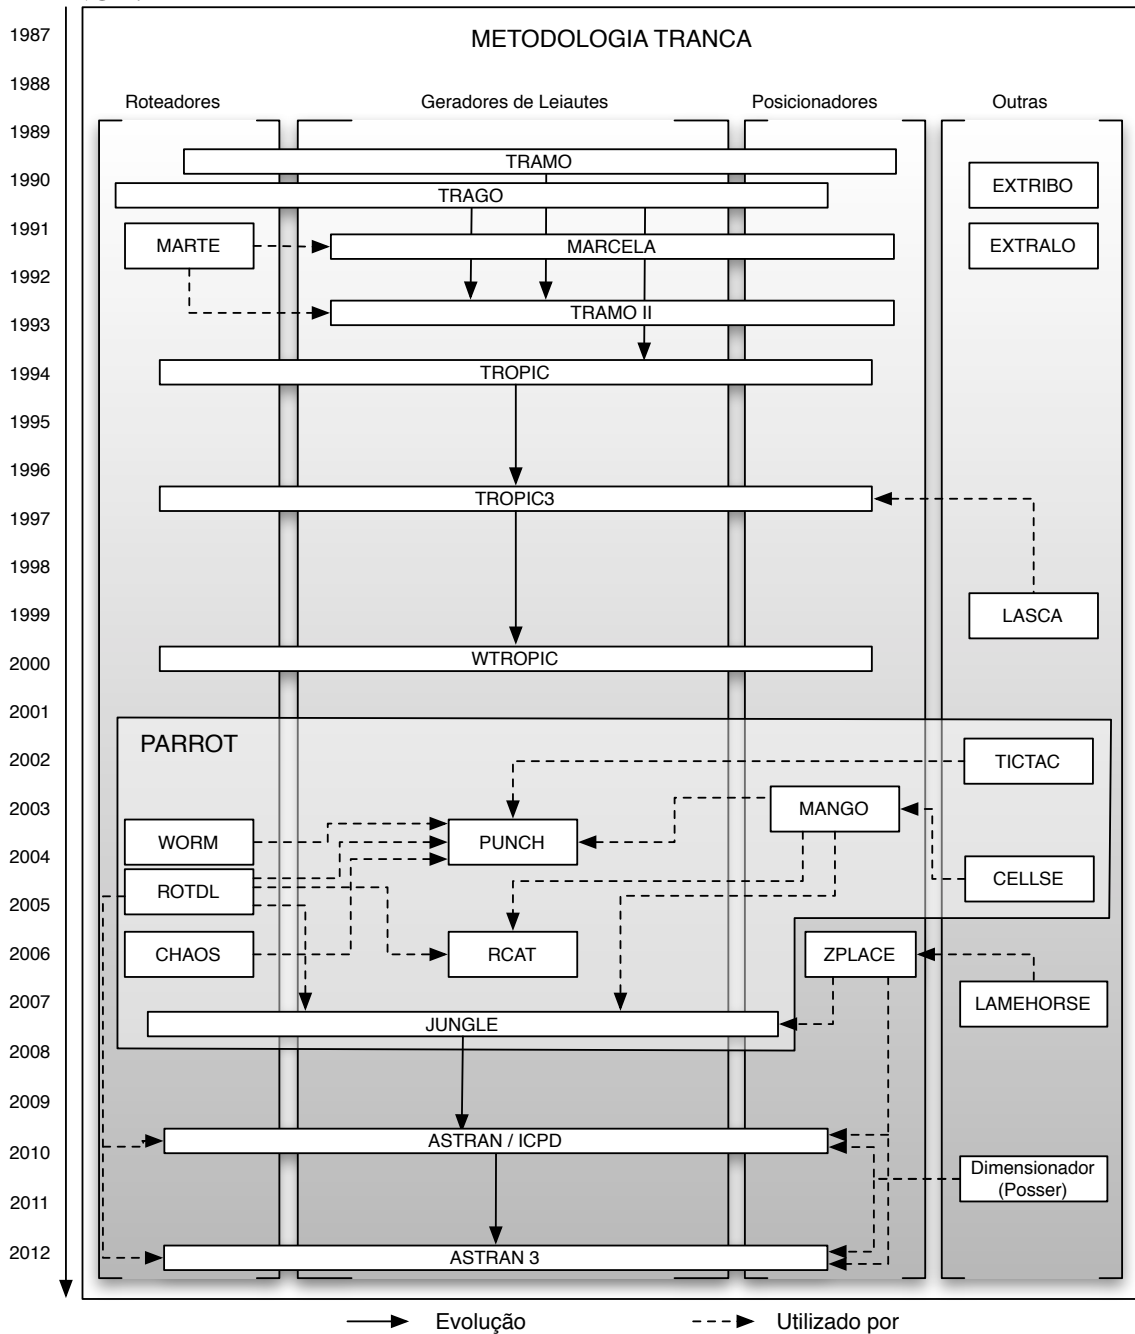 1987
METODOLOGIA TRANCA
1988
Roteadores
Geradores de Leiautes
Posicionadores
Outras
1989
TRAMO
1990
EXTRIBO
TRAGO
1991
MARTE
MARCELA
EXTRALO
1992
TRAMO II
1993
1994
TROPIC
1995
1996
TROPIC3
1997
1998
1999
LASCA
WTROPIC
2000
2001
PARROT
2002
TICTAC
2003
MANGO
WORM
PUNCH
2004
CELLSE
ROTDL
2005
CHAOS
RCAT
ZPLACE
2006
2007
LAMEHORSE
JUNGLE
2008
2009
ASTRAN / ICPD
2010
Dimensionador
(Posser)
2011
2012
ASTRAN 3
Evolução
Utilizado por